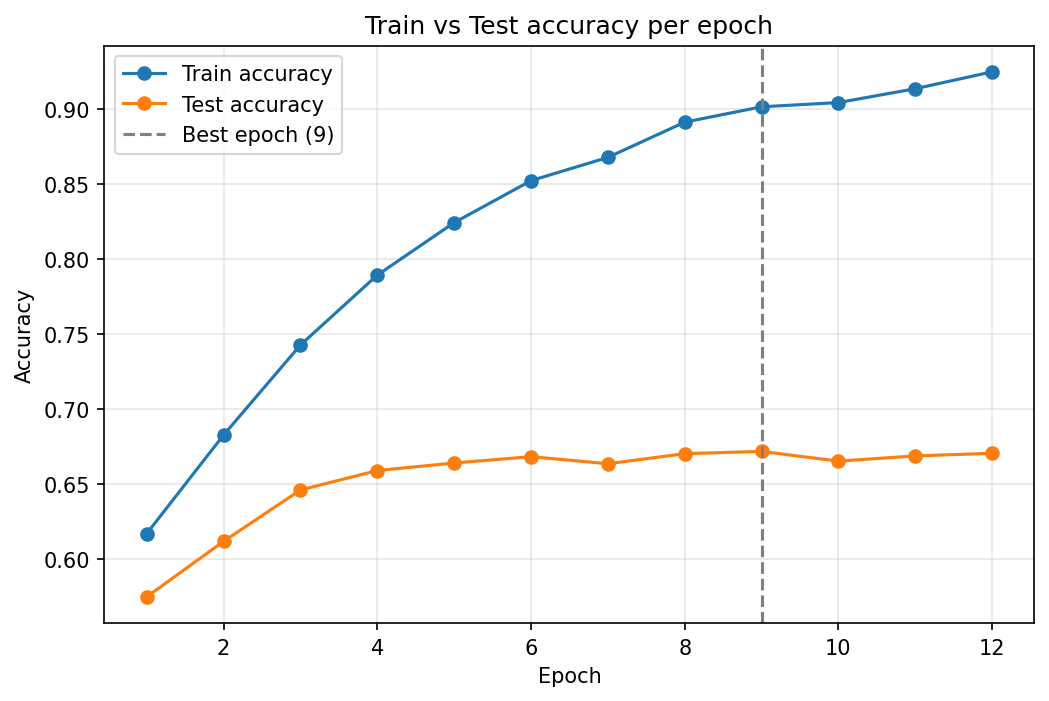 Train vs Test accuracy per epoch
Train accuracy
Test accuracy
Best epoch (9)
0.90
0.85
0.80
0.75
0.70
0.65
0.60
Accuracy
2 4 6 8 10 12
Epoch